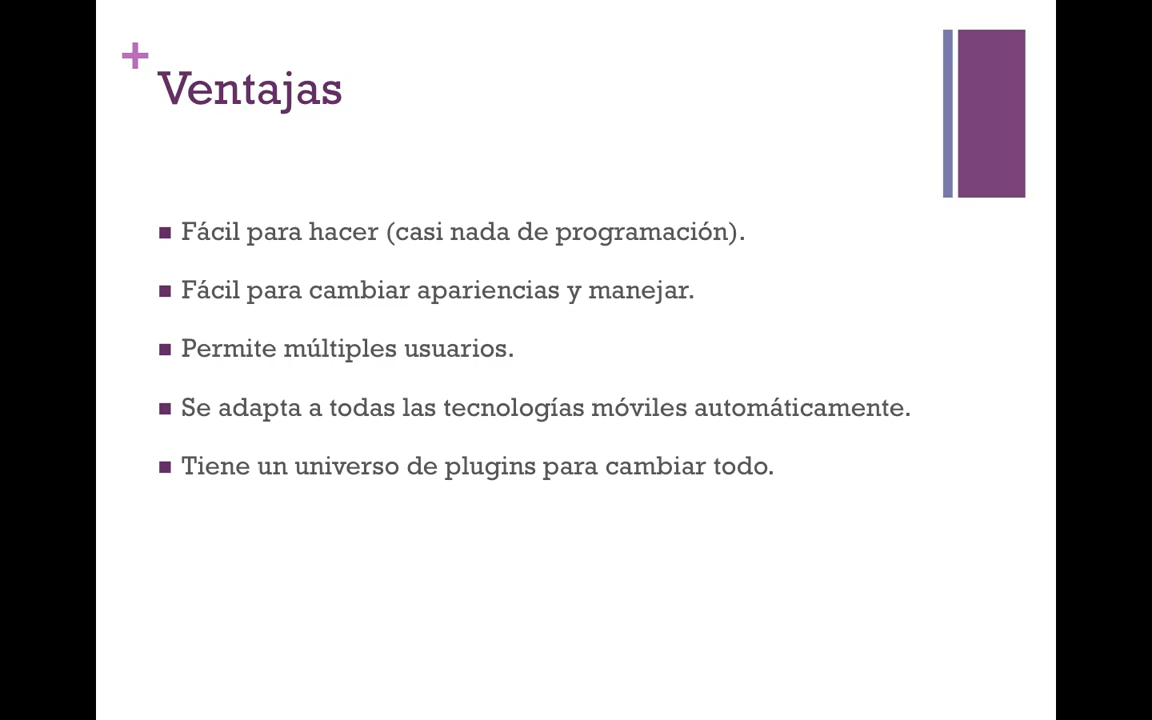 +
Ventajas
Fácil para hacer (casi nada de programación).
Fácil para cambiar apariencias y manejar.
Permite múltiples usuarios.
Se adapta a todas las tecnologías móviles automáticamente.
Tiene un universo de plugins para cambiar todo.